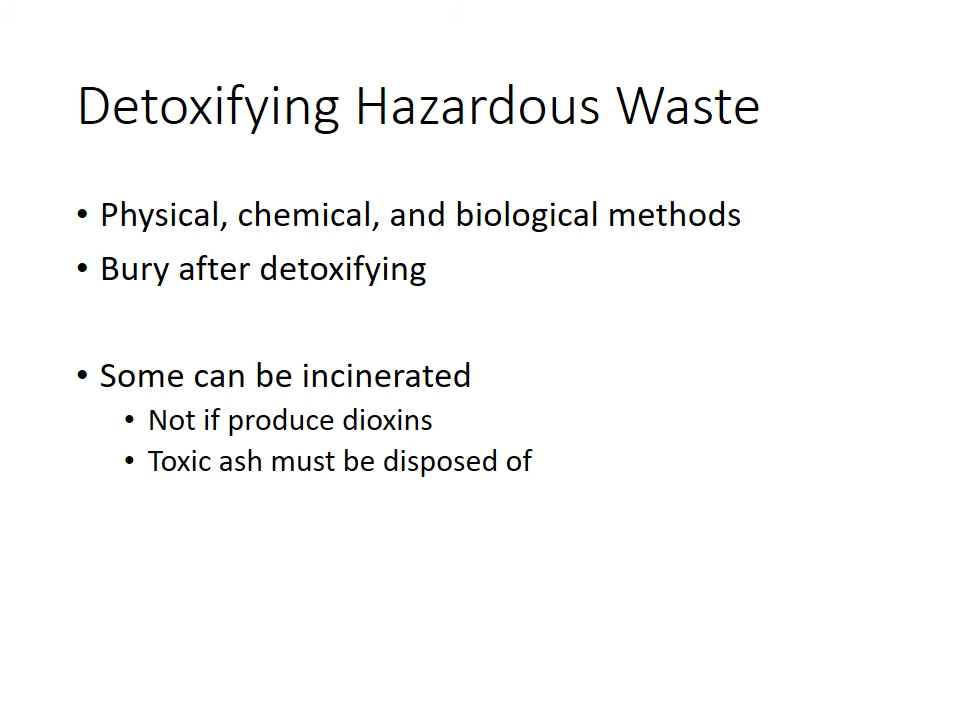 Detoxifying Hazardous Waste
• Physical, chemical, and biological methods
• Bury after detoxifying
• Some can be incinerated
• Not if produce dioxins
• Toxic ash must be disposed of